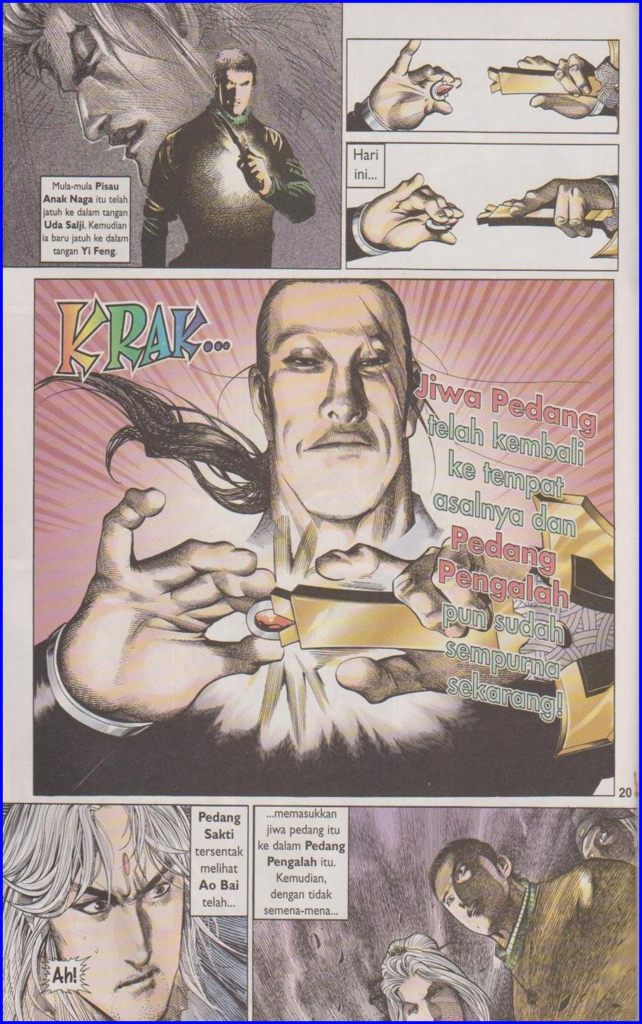 Mula-mula Pisau
Anak Naga itu telah
jatuh ke dalam tangan
Uda Salji. Kemudian
ia baru jatuh ke dalam
tangan Yi Feng.
Hari
ini...
KRAK...
Jiwa Pedang
telah kembali
ke tempat
asalnya dan
Pedang
Pengalah
pun sudah
sempurna
sekarang!
20
Pedang
Sakti
tersentak
melihat
Ao Bai
telah...
Ah!
...memasukkan
jiwa pedang itu
ke dalam Pedang
Pengalah itu.
Kemudian,
dengan tidak
semena-mena...